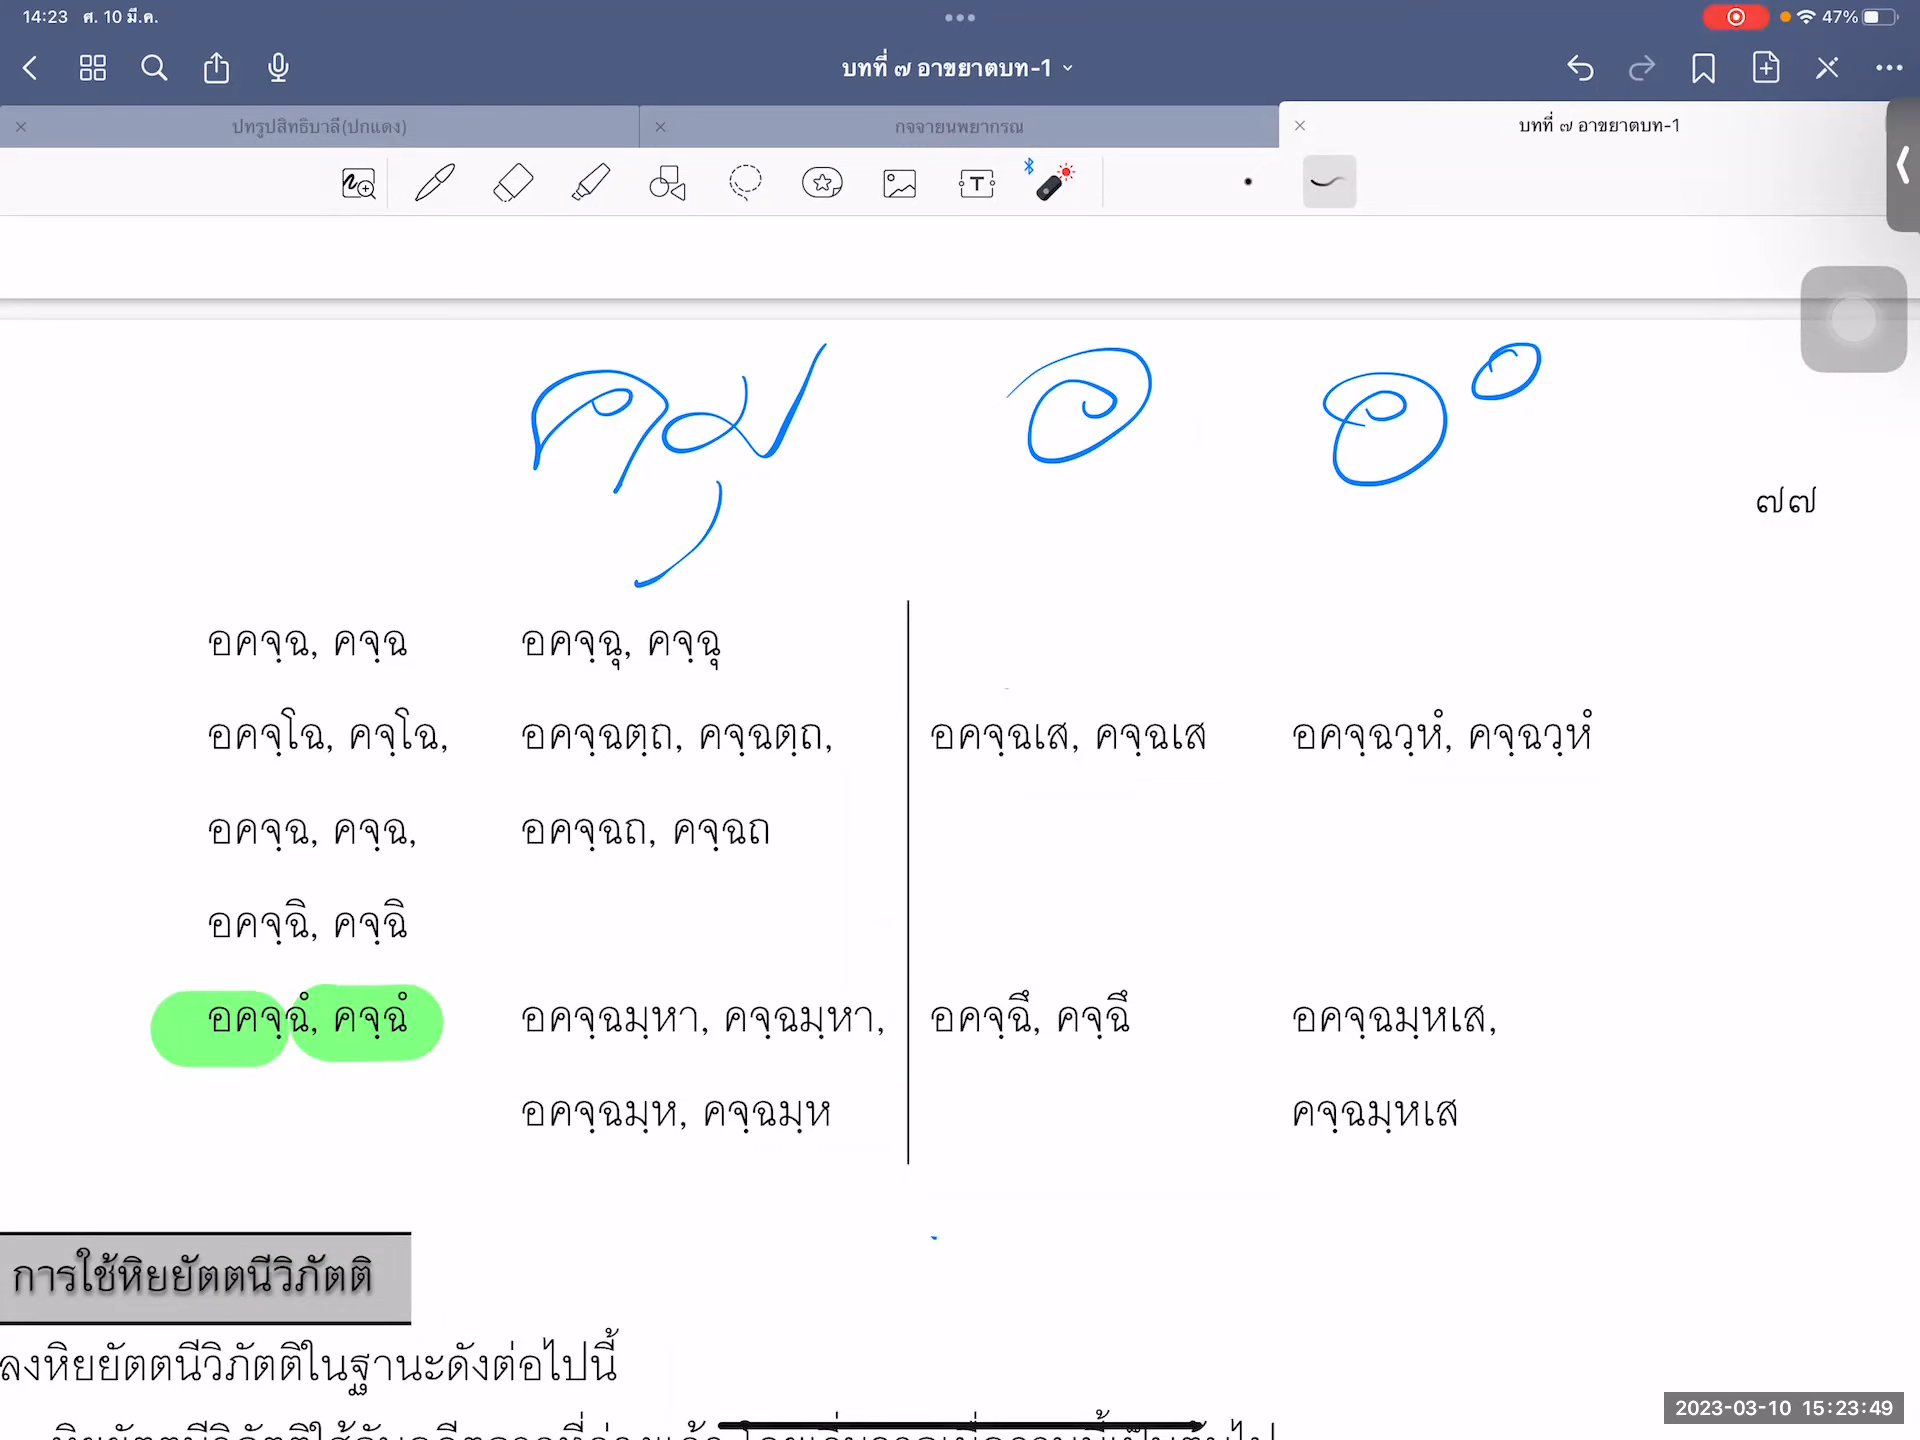 14:23 ศ. 10 มี.ค.
47%
บทที่ ๗ อาขยาตบท-1
ปทรูปสิทธิบาลี(ปกแดง)
กจจายนพยากรณ
บทที่ ๗ อาขยาตบท-1
คมุ อ อํ
๗๗
อคจฺฉ, คจฺฉ อคจฺฉุ, คจฺฉุ
อคจฺโฉ, คจฺโฉ, อคจฺฉตฺถ, คจฺฉตฺถ, อคจฺฉเส, คจฺฉเส อคจฺฉวฺหํ, คจฺฉวฺหํ
อคจฺฉ, คจฺฉ, อคจฺฉถ, คจฺฉถ
อคจฺฉิ, คจฺฉิ
อคจฺฉํ, คจฺฉํ อคจฺฉมฺหา, คจฺฉมฺหา, อคจฺฉึ, คจฺฉึ อคจฺฉมฺหเส,
อคจฺฉมฺห, คจฺฉมฺห คจฺฉมฺหเส
การใช้หิยยัตตนีวิภัตติ
ลงหิยยัตตนีวิภัตติในฐานะดังต่อไปนี้
2023-03-10 15:23:49